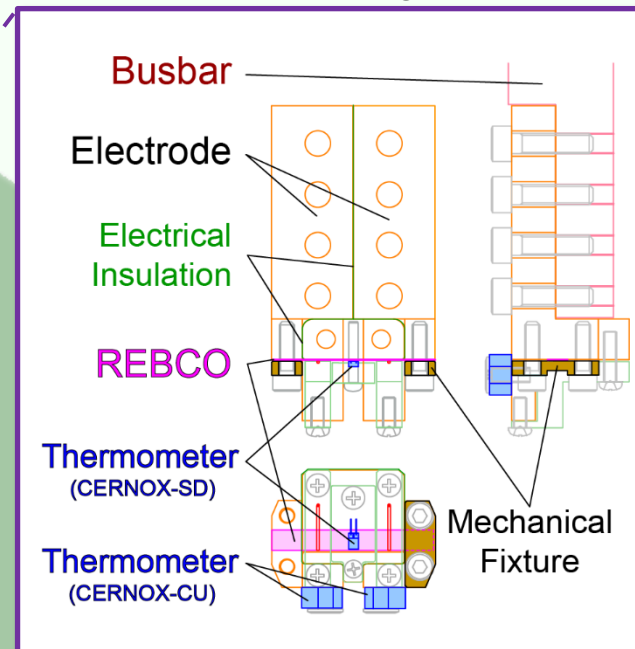 Busbar
Electrode
Electrical
Insulation
REBCO
Thermometer
(CERNOX-SD)
Thermometer
(CERNOX-CU)
Mechanical
Fixture